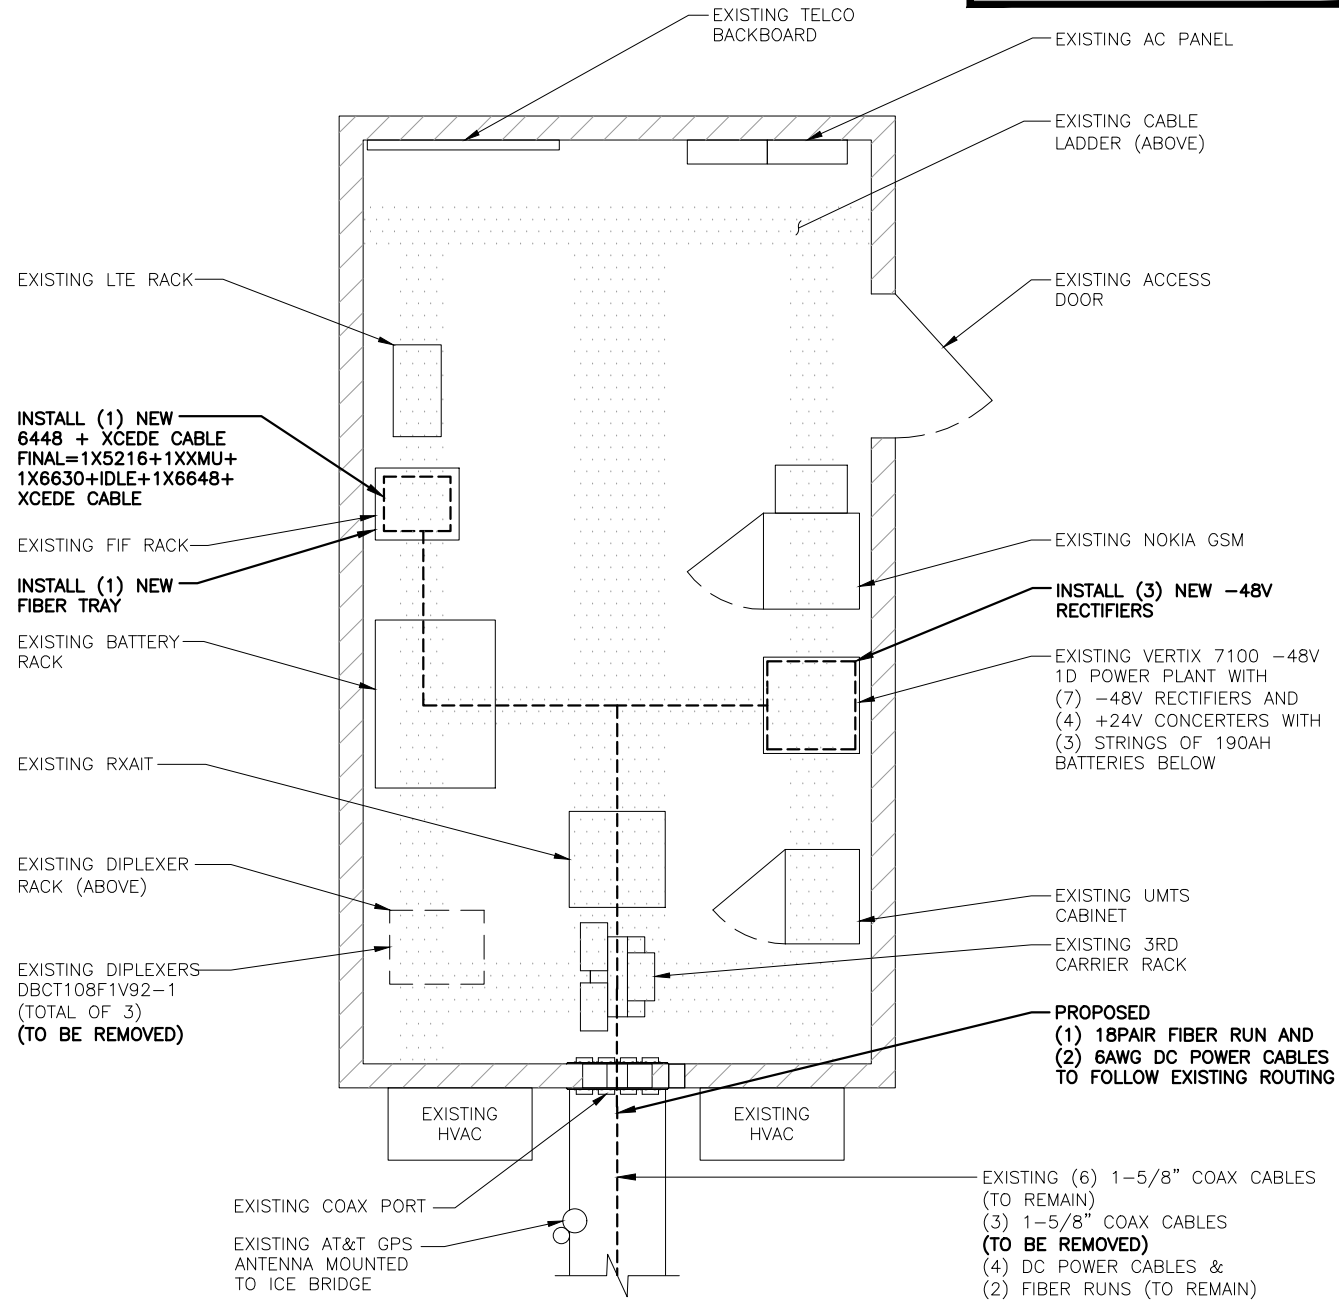 EXISTING TELCO
BACKBOARD
EXISTING AC PANEL
EXISTING CABLE
LADDER (ABOVE)
EXISTING LTE RACK
EXISTING ACCESS
DOOR
INSTALL (1) NEW
6448 + XCEDE CABLE
FINAL=1X5216+1XXMU+
1X6630+IDLE+1X6648+
XCEDE CABLE
EXISTING FIF RACK
INSTALL (1) NEW
FIBER TRAY
EXISTING BATTERY
RACK
EXISTING NOKIA GSM
INSTALL (3) NEW -48V
RECTIFIERS
EXISTING VERTIX 7100 -48V
1D POWER PLANT WITH
(7) -48V RECTIFIERS AND
(4) +24V CONCERTERS WITH
(3) STRINGS OF 190AH
BATTERIES BELOW
EXISTING RXAIT
EXISTING DIPLEXER
RACK (ABOVE)
EXISTING DIPLEXERS
DBCT108F1V92-1
(TOTAL OF 3)
(TO BE REMOVED)
EXISTING UMTS
CABINET
EXISTING 3RD
CARRIER RACK
PROPOSED
(1) 18PAIR FIBER RUN AND
(2) 6AWG DC POWER CABLES
TO FOLLOW EXISTING ROUTING
EXISTING
HVAC
EXISTING
HVAC
EXISTING COAX PORT
EXISTING AT&T GPS
ANTENNA MOUNTED
TO ICE BRIDGE
EXISTING (6) 1-5/8" COAX CABLES
(TO REMAIN)
(3) 1-5/8" COAX CABLES
(TO BE REMOVED)
(4) DC POWER CABLES &
(2) FIBER RUNS (TO REMAIN)